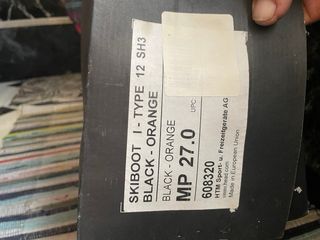 SKIBOOT I-TYPE 12 SH3
BLACK - ORANGE
BLACK - ORANGE
MP 27.0
UPC:
608320
HTM Sport- u. Freizeitgeräte AG
Made in European Union